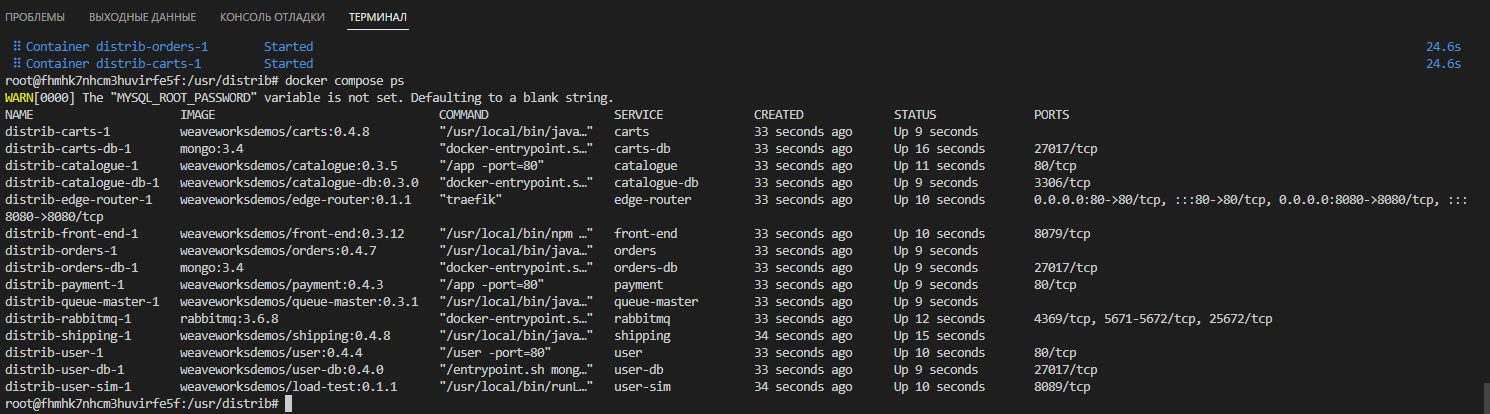 ПРОБЛЕМЫ ВЫХОДНЫЕ ДАННЫЕ КОНСОЛЬ ОТЛАДКИ ТЕРМИНАЛ
⠿ Container distrib-orders-1 Started 24.6s
⠿ Container distrib-carts-1 Started 24.6s
root@fhmhk7nhcm3huvirfe5f:/usr/distrib# docker compose ps
WARN[0000] The "MYSQL_ROOT_PASSWORD" variable is not set. Defaulting to a blank string.
NAME IMAGE COMMAND SERVICE CREATED STATUS PORTS
distrib-carts-1 weaveworksdemos/carts:0.4.8 "/usr/local/bin/java…" carts 33 seconds ago Up 9 seconds
distrib-carts-db-1 mongo:3.4 "docker-entrypoint.s…" carts-db 33 seconds ago Up 16 seconds 27017/tcp
distrib-catalogue-1 weaveworksdemos/catalogue:0.3.5 "/app -port=80" catalogue 33 seconds ago Up 11 seconds 80/tcp
distrib-catalogue-db-1 weaveworksdemos/catalogue-db:0.3.0 "docker-entrypoint.s…" catalogue-db 33 seconds ago Up 9 seconds 3306/tcp
distrib-edge-router-1 weaveworksdemos/edge-router:0.1.1 "traefik" edge-router 33 seconds ago Up 10 seconds 0.0.0.0:80->80/tcp, :::80->80/tcp, 0.0.0.0:8080->8080/tcp, :::
8080->8080/tcp
distrib-front-end-1 weaveworksdemos/front-end:0.3.12 "/usr/local/bin/npm …" front-end 33 seconds ago Up 10 seconds 8079/tcp
distrib-orders-1 weaveworksdemos/orders:0.4.7 "/usr/local/bin/java…" orders 33 seconds ago Up 9 seconds
distrib-orders-db-1 mongo:3.4 "docker-entrypoint.s…" orders-db 33 seconds ago Up 9 seconds 27017/tcp
distrib-payment-1 weaveworksdemos/payment:0.4.3 "/app -port=80" payment 33 seconds ago Up 9 seconds 80/tcp
distrib-queue-master-1 weaveworksdemos/queue-master:0.3.1 "/usr/local/bin/java…" queue-master 33 seconds ago Up 9 seconds
distrib-rabbitmq-1 rabbitmq:3.6.8 "docker-entrypoint.s…" rabbitmq 33 seconds ago Up 12 seconds 4369/tcp, 5671-5672/tcp, 25672/tcp
distrib-shipping-1 weaveworksdemos/shipping:0.4.8 "/usr/local/bin/java…" shipping 34 seconds ago Up 15 seconds
distrib-user-1 weaveworksdemos/user:0.4.4 "/user -port=80" user 33 seconds ago Up 10 seconds 80/tcp
distrib-user-db-1 weaveworksdemos/user-db:0.4.0 "/entrypoint.sh mong…" user-db 33 seconds ago Up 9 seconds 27017/tcp
distrib-user-sim-1 weaveworksdemos/load-test:0.1.1 "/usr/local/bin/runL…" user-sim 34 seconds ago Up 10 seconds 8089/tcp
root@fhmhk7nhcm3huvirfe5f:/usr/distrib#